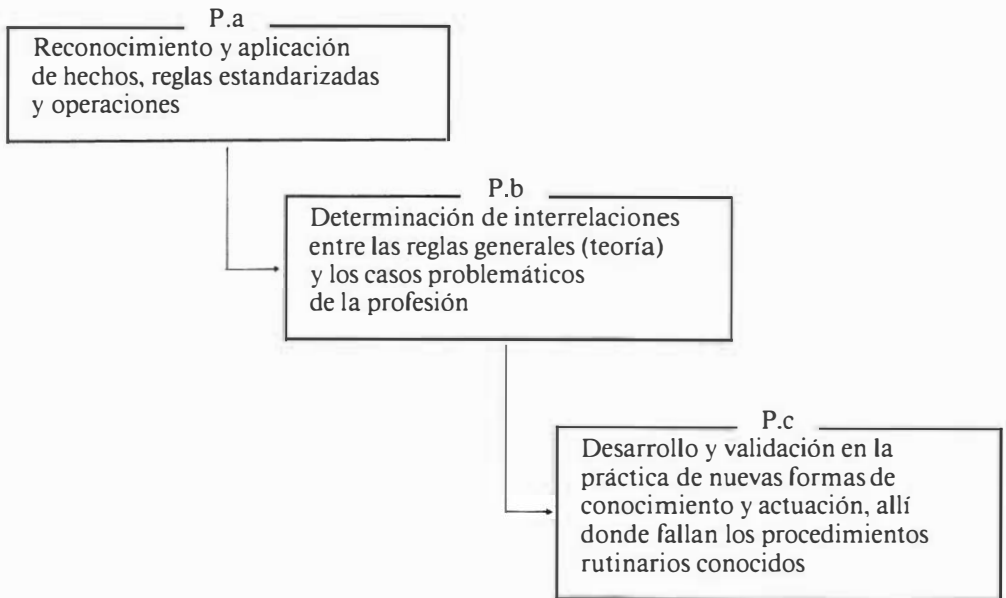 P.a
Reconocimiento y aplicación
de hechos, reglas estandarizadas
y operaciones
P.b
Determinación de interrelaciones
entre las reglas generales (teoría)
y los casos problemáticos
de la profesión
P.c
Desarrollo y validación en la
práctica de nuevas formas de
conocimiento y actuación, allí
donde fallan los procedimientos
rutinarios conocidos